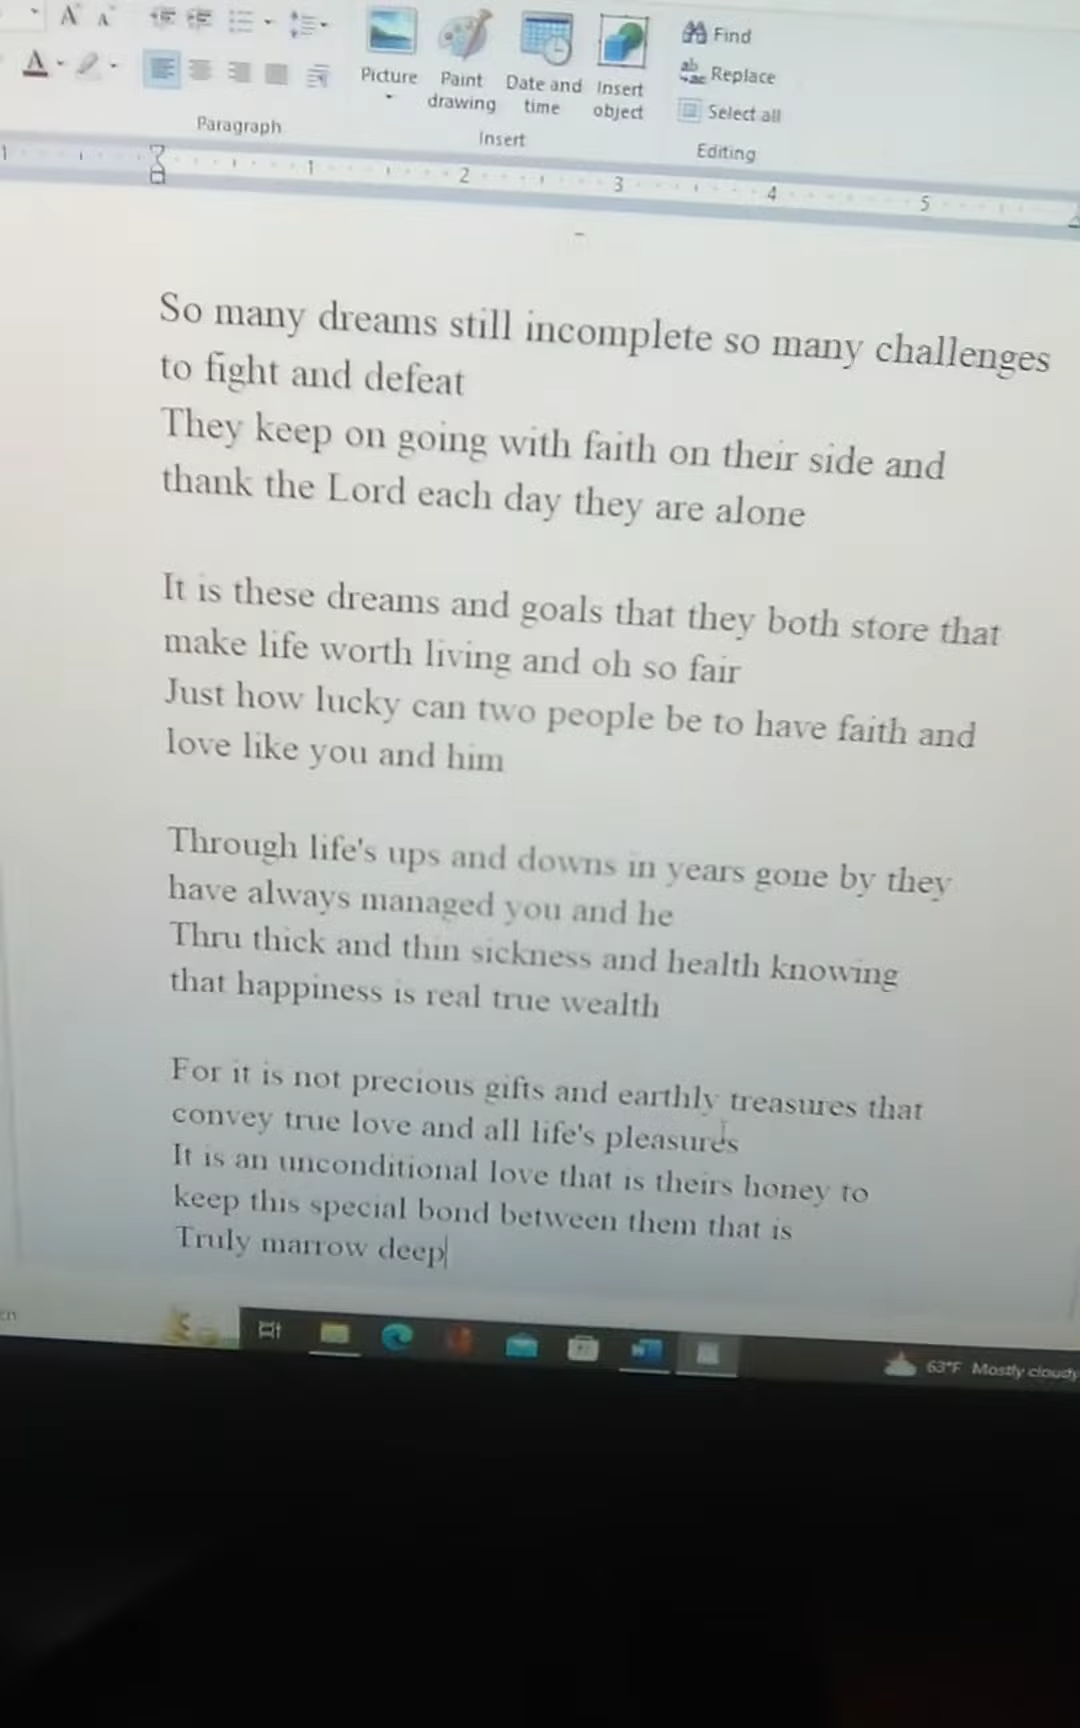 Picture
Paint drawing
Date and time
Insert object
Find
Replace
Select all
Paragraph
Insert
Editing
1 1 2 3 4 5
So many dreams still incomplete so many challenges
to fight and defeat
They keep on going with faith on their side and
thank the Lord each day they are alone
It is these dreams and goals that they both store that
make life worth living and oh so fair
Just how lucky can two people be to have faith and
love like you and him
Through life's ups and downs in years gone by they
have always managed you and he
Thru thick and thin sickness and health knowing
that happiness is real true wealth
For it is not precious gifts and earthly treasures that
convey true love and all life's pleasures
It is an unconditional love that is theirs honey to
keep this special bond between them that is
Truly marrow deep
63°F Mostly cloudy